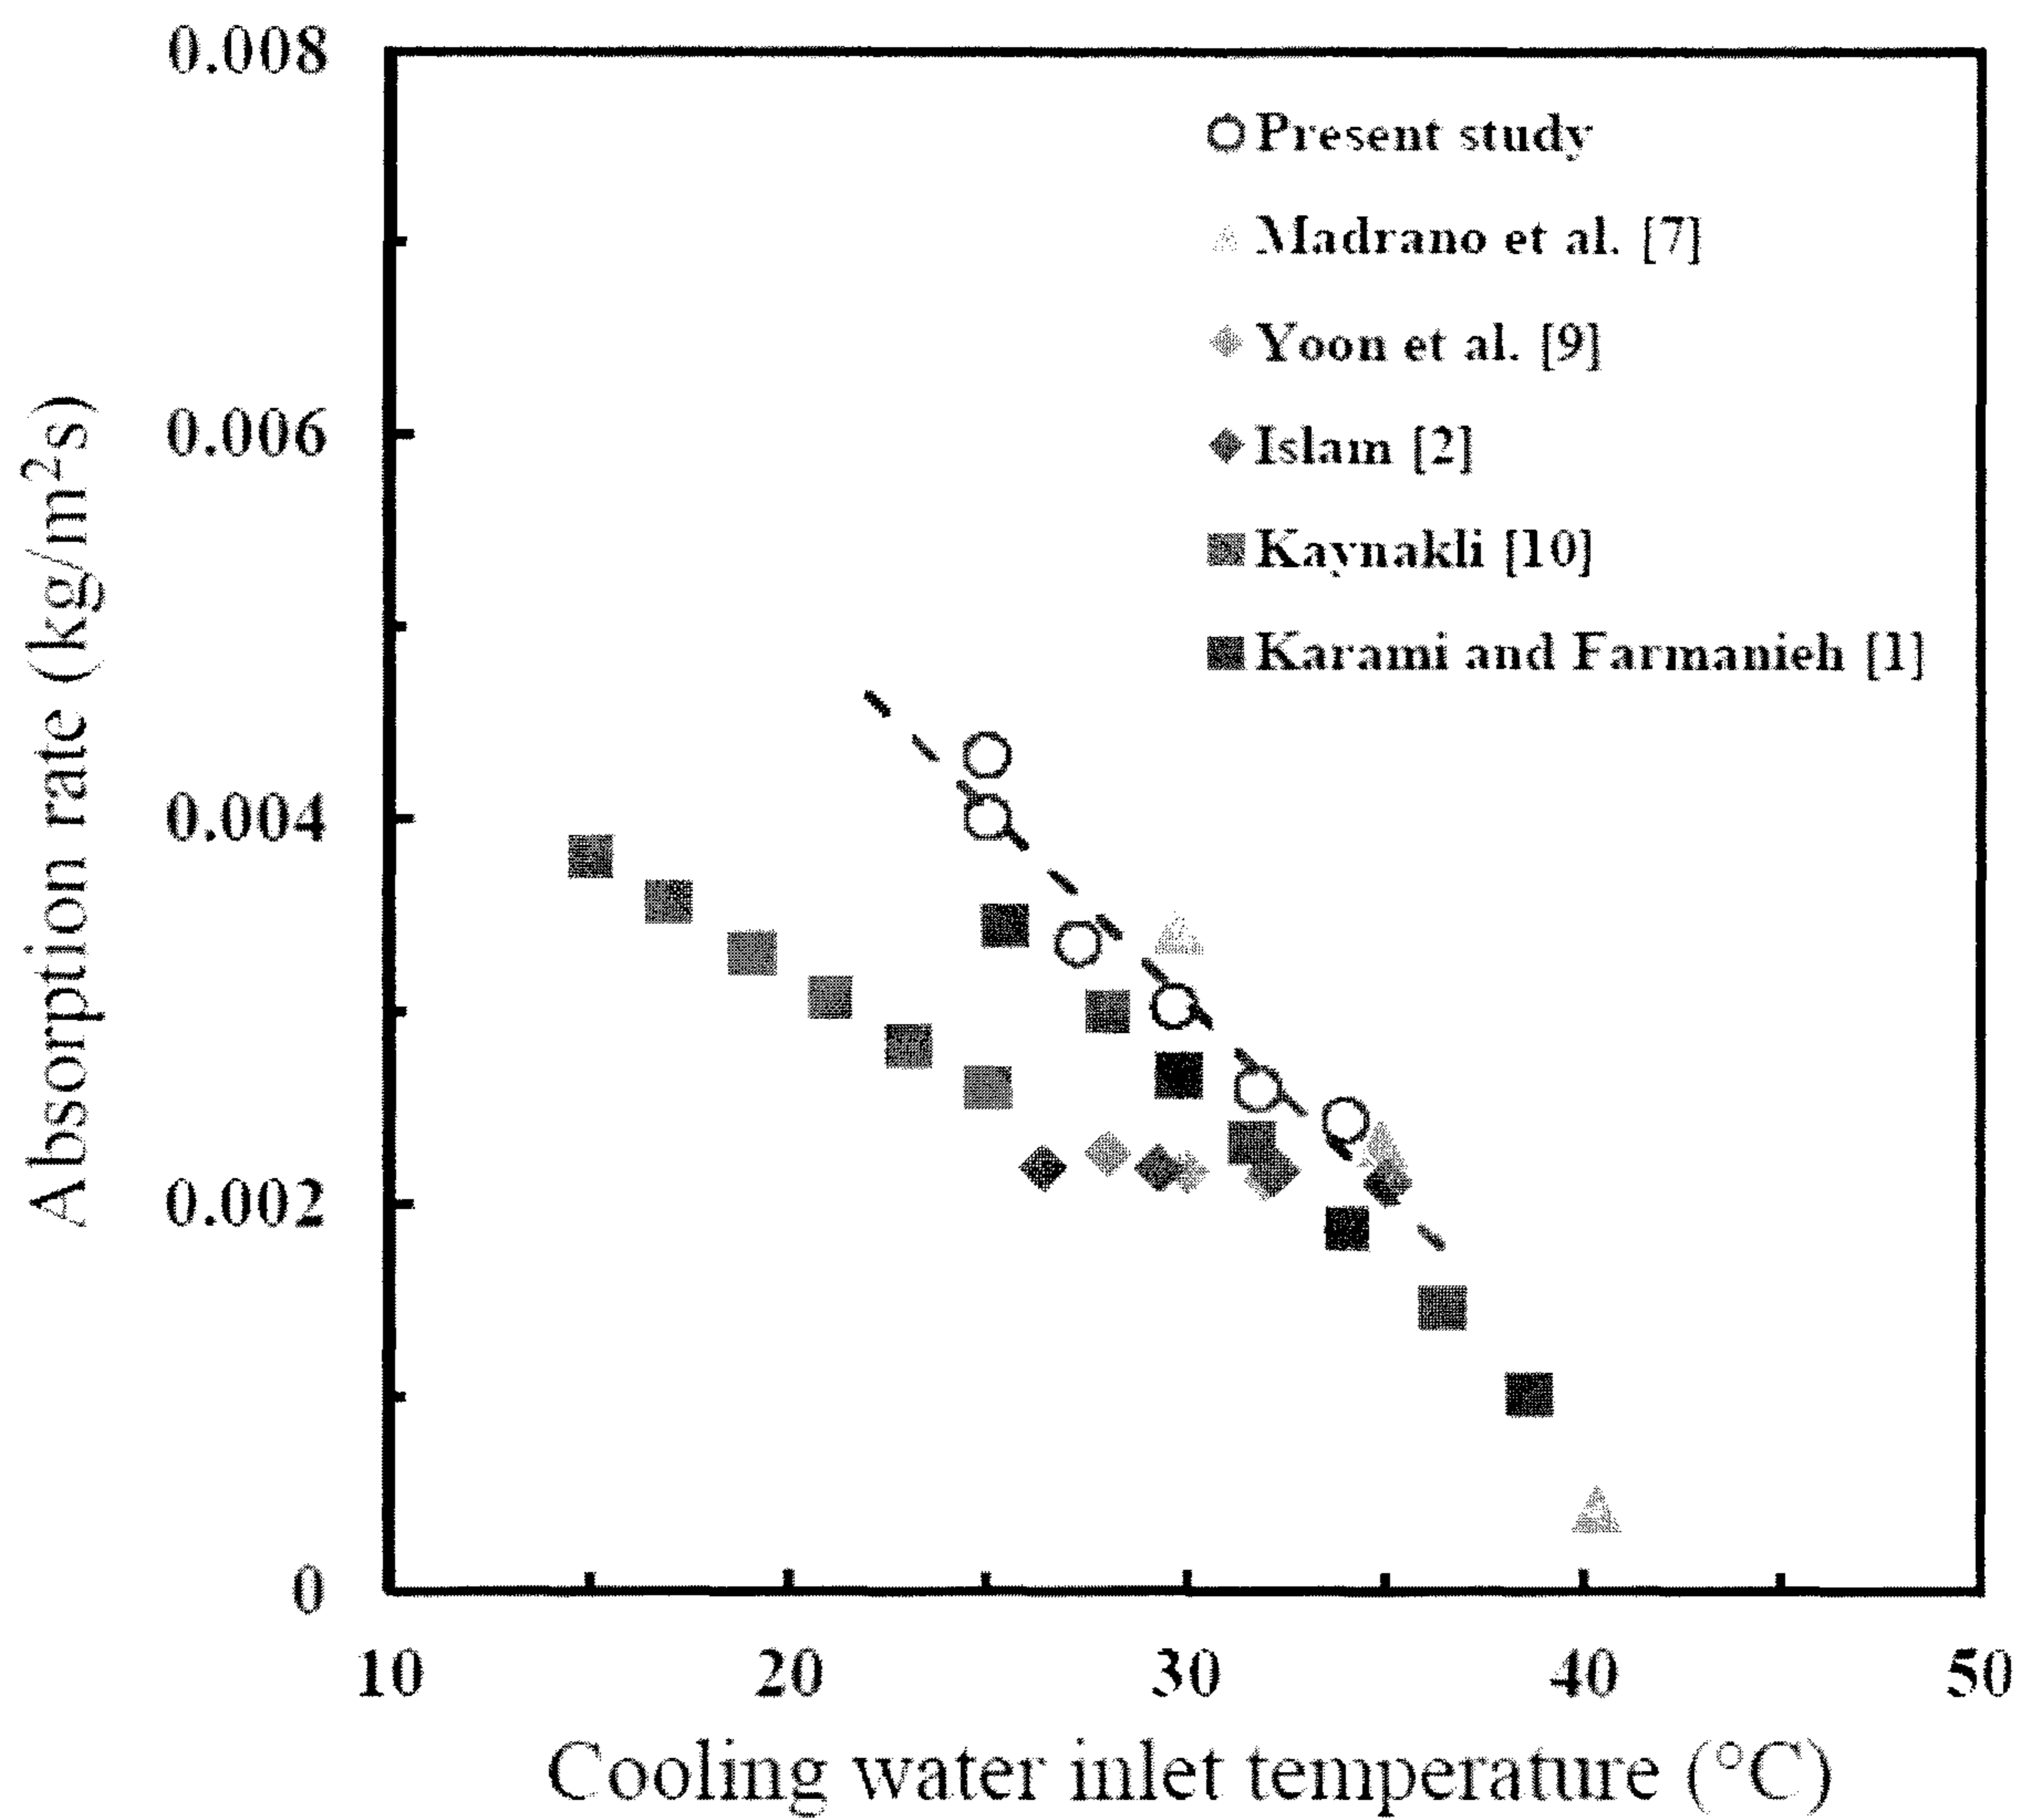 0.008
0.006
0.004
0.002
0
Absorption rate (kg/m²s)
Present study
Madrano et al. [7]
Yoon et al. [9]
Islam [2]
Kaynakli [10]
Karami and Farmanieh [1]
10 20 30 40 50
Cooling water inlet temperature (°C)